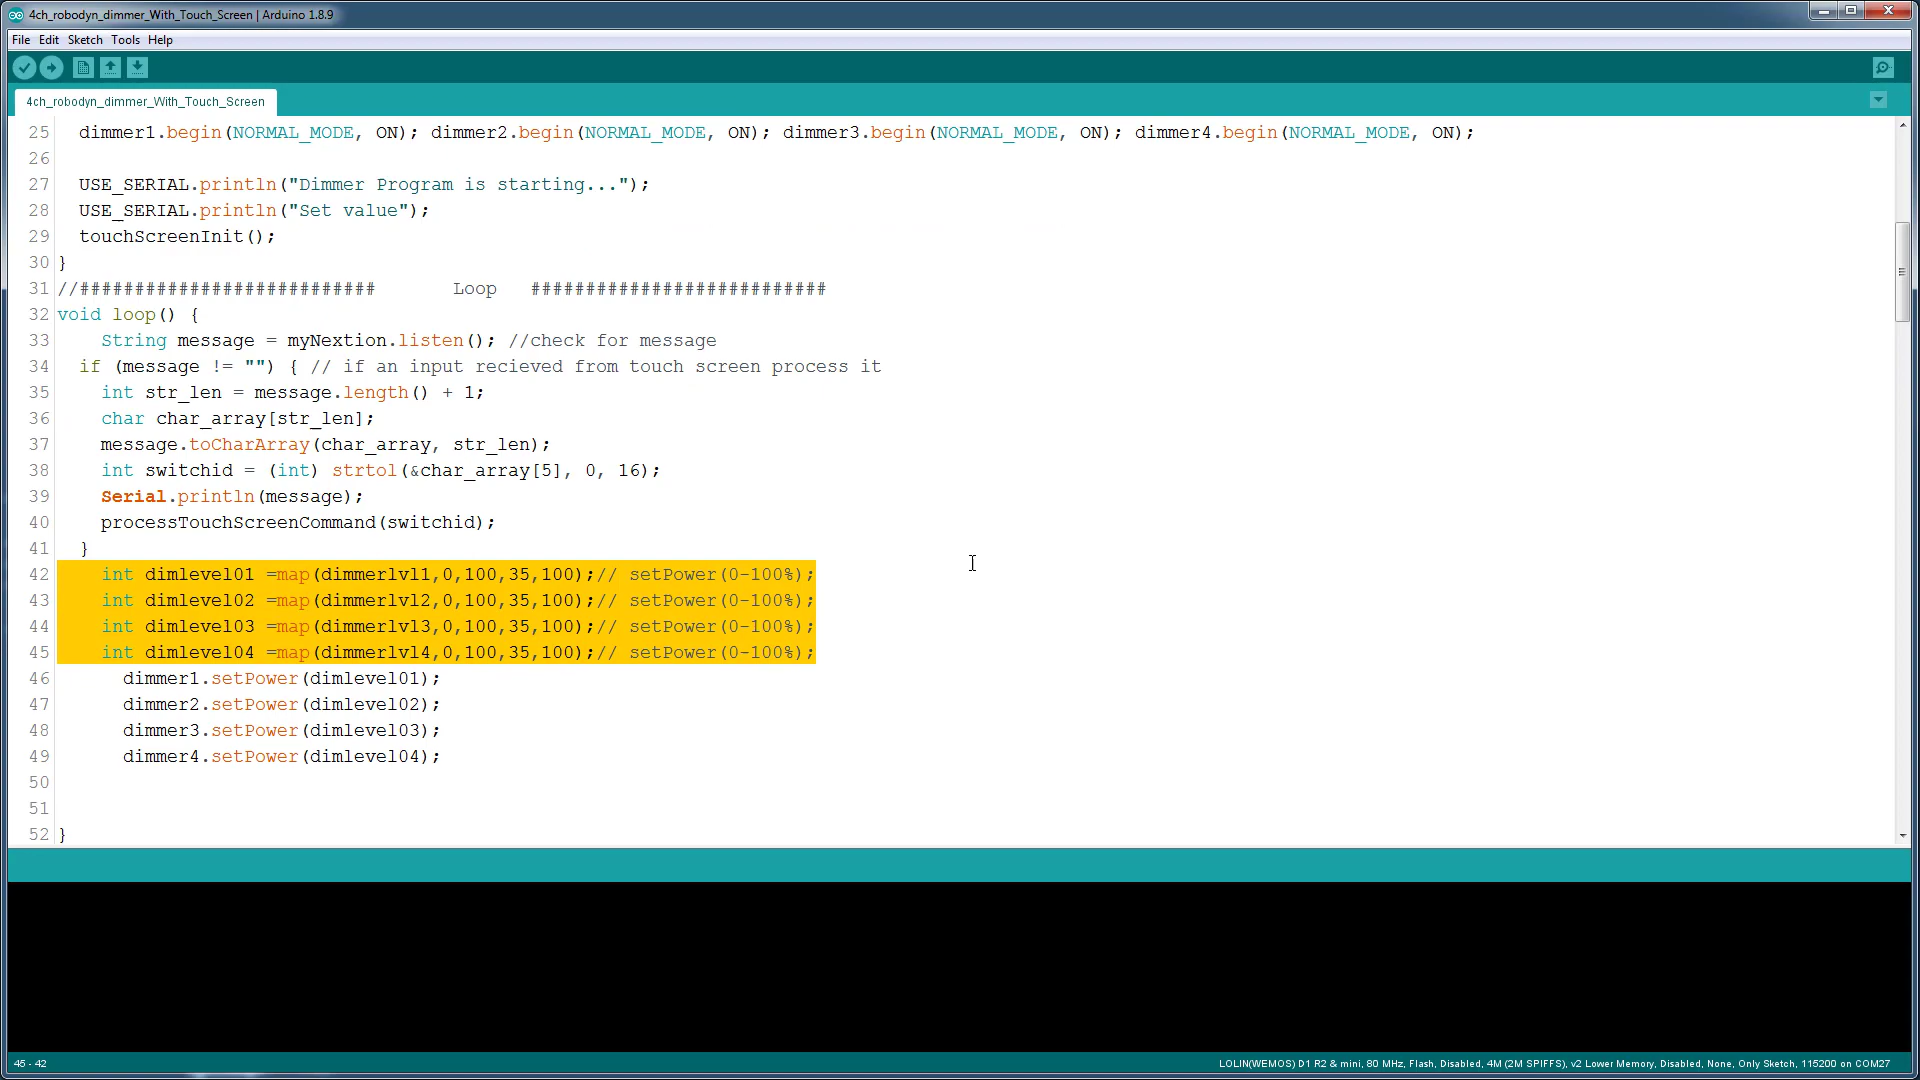 4ch_robodyn_dimmer_With_Touch_Screen | Arduino 1.8.9
File Edit Sketch Tools Help
4ch_robodyn_dimmer_With_Touch_Screen
25 dimmer1.begin(NORMAL_MODE, ON); dimmer2.begin(NORMAL_MODE, ON); dimmer3.begin(NORMAL_MODE, ON); dimmer4.begin(NORMAL_MODE, ON);
26
27 USE_SERIAL.println("Dimmer Program is starting...");
28 USE_SERIAL.println("Set value");
29 touchScreenInit();
30 }
31 //########################### Loop ###########################
32 void loop() {
33 String message = myNextion.listen(); //check for message
34 if (message != "") { // if an input recieved from touch screen process it
35 int str_len = message.length() + 1;
36 char char_array[str_len];
37 message.toCharArray(char_array, str_len);
38 int switchid = (int) strtol(&char_array[5], 0, 16);
39 Serial.println(message);
40 processTouchScreenCommand(switchid);
41 }
42 int dimlevel01 =map(dimmerlvl1,0,100,35,100);// setPower(0-100%);
43 int dimlevel02 =map(dimmerlvl2,0,100,35,100);// setPower(0-100%);
44 int dimlevel03 =map(dimmerlvl3,0,100,35,100);// setPower(0-100%);
45 int dimlevel04 =map(dimmerlvl4,0,100,35,100);// setPower(0-100%);
46 dimmer1.setPower(dimlevel01);
47 dimmer2.setPower(dimlevel02);
48 dimmer3.setPower(dimlevel03);
49 dimmer4.setPower(dimlevel04);
50
51
52 }
45 - 42 LOLIN(WEMOS) D1 R2 & mini, 80 MHz, Flash, Disabled, 4M (2M SPIFFS), v2 Lower Memory, Disabled, None, Only Sketch, 115200 on COM27